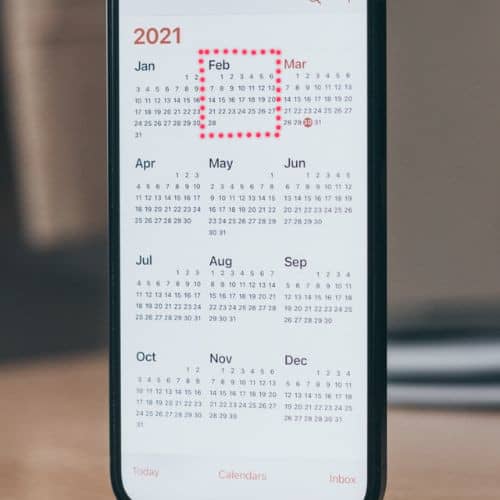 2021
Jan
1 2
3 4 5 6 7 8 9
10 11 12 13 14 15 16
17 18 19 20 21 22 23
24 25 26 27 28 29 30
31
Feb
1 2 3 4 5 6
7 8 9 10 11 12 13
14 15 16 17 18 19 20
21 22 23 24 25 26 27
28
Mar
1 2 3 4 5 6
7 8 9 10 11 12 13
14 15 16 17 18 19 20
21 22 23 24 25 26 27
28 29 30 31
Apr
1 2 3
4 5 6 7 8 9 10
11 12 13 14 15 16 17
18 19 20 21 22 23 24
25 26 27 28 29 30
May
1
2 3 4 5 6 7 8
9 10 11 12 13 14 15
16 17 18 19 20 21 22
23 24 25 26 27 28 29
30 31
Jun
1 2 3 4 5
6 7 8 9 10 11 12
13 14 15 16 17 18 19
20 21 22 23 24 25 26
27 28 29 30
Jul
1 2 3
4 5 6 7 8 9 10
11 12 13 14 15 16 17
18 19 20 21 22 23 24
25 26 27 28 29 30 31
Aug
1 2 3 4 5 6 7
8 9 10 11 12 13 14
15 16 17 18 19 20 21
22 23 24 25 26 27 28
29 30 31
Sep
1 2 3 4
5 6 7 8 9 10 11
12 13 14 15 16 17 18
19 20 21 22 23 24 25
26 27 28 29 30
Oct
1 2
3 4 5 6 7 8 9
10 11 12 13 14 15 16
17 18 19 20 21 22 23
24 25 26 27 28 29 30
31
Nov
1 2 3 4 5 6
7 8 9 10 11 12 13
14 15 16 17 18 19 20
21 22 23 24 25 26 27
28 29 30
Dec
1 2 3 4
5 6 7 8 9 10 11
12 13 14 15 16 17 18
19 20 21 22 23 24 25
26 27 28 29 30 31
Today
Calendars
Inbox